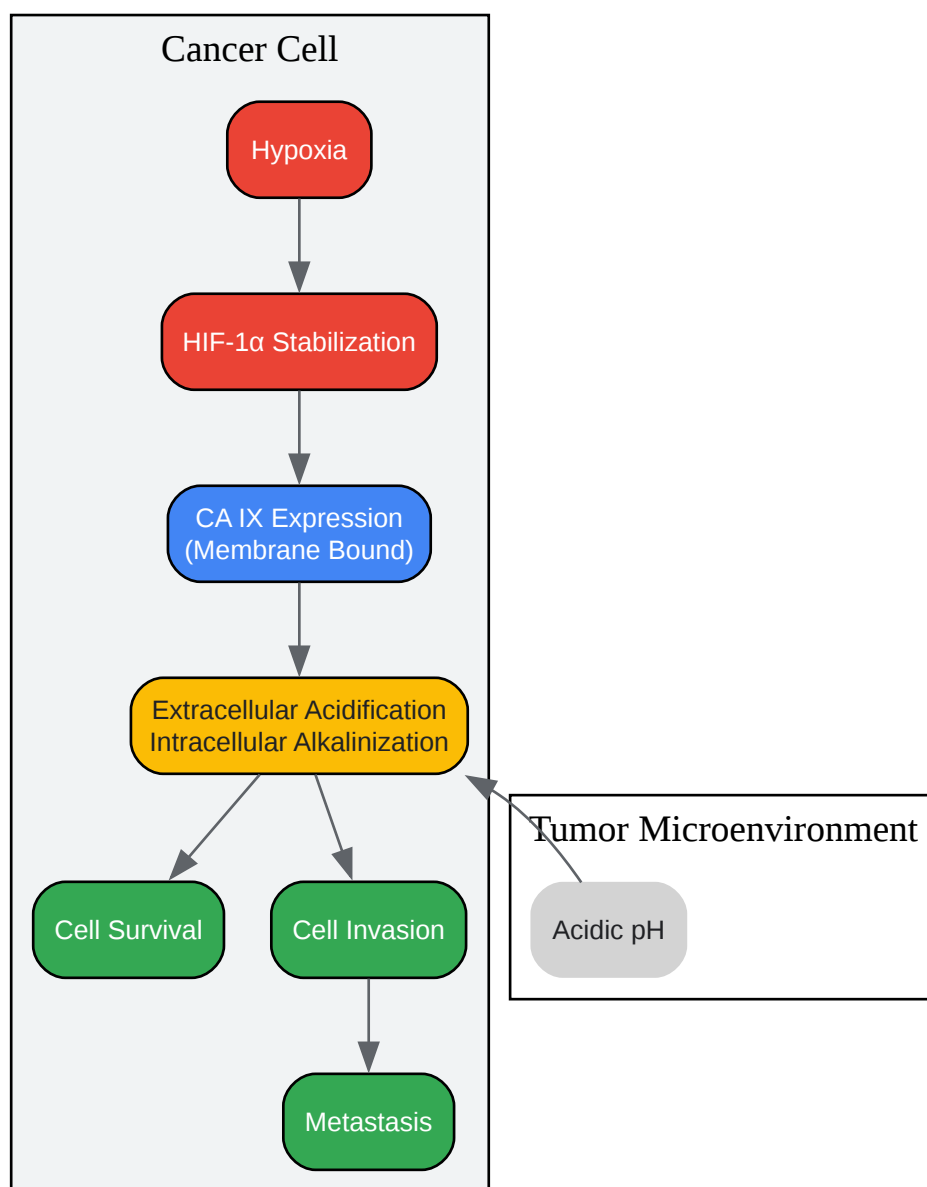 Cancer Cell
Hypoxia
HIF-1α Stabilization
CA IX Expression
(Membrane Bound)
Extracellular Acidification
Intracellular Alkalinization
Tumor Microenvironment
Cell Survival
Cell Invasion
Acidic pH
Metastasis